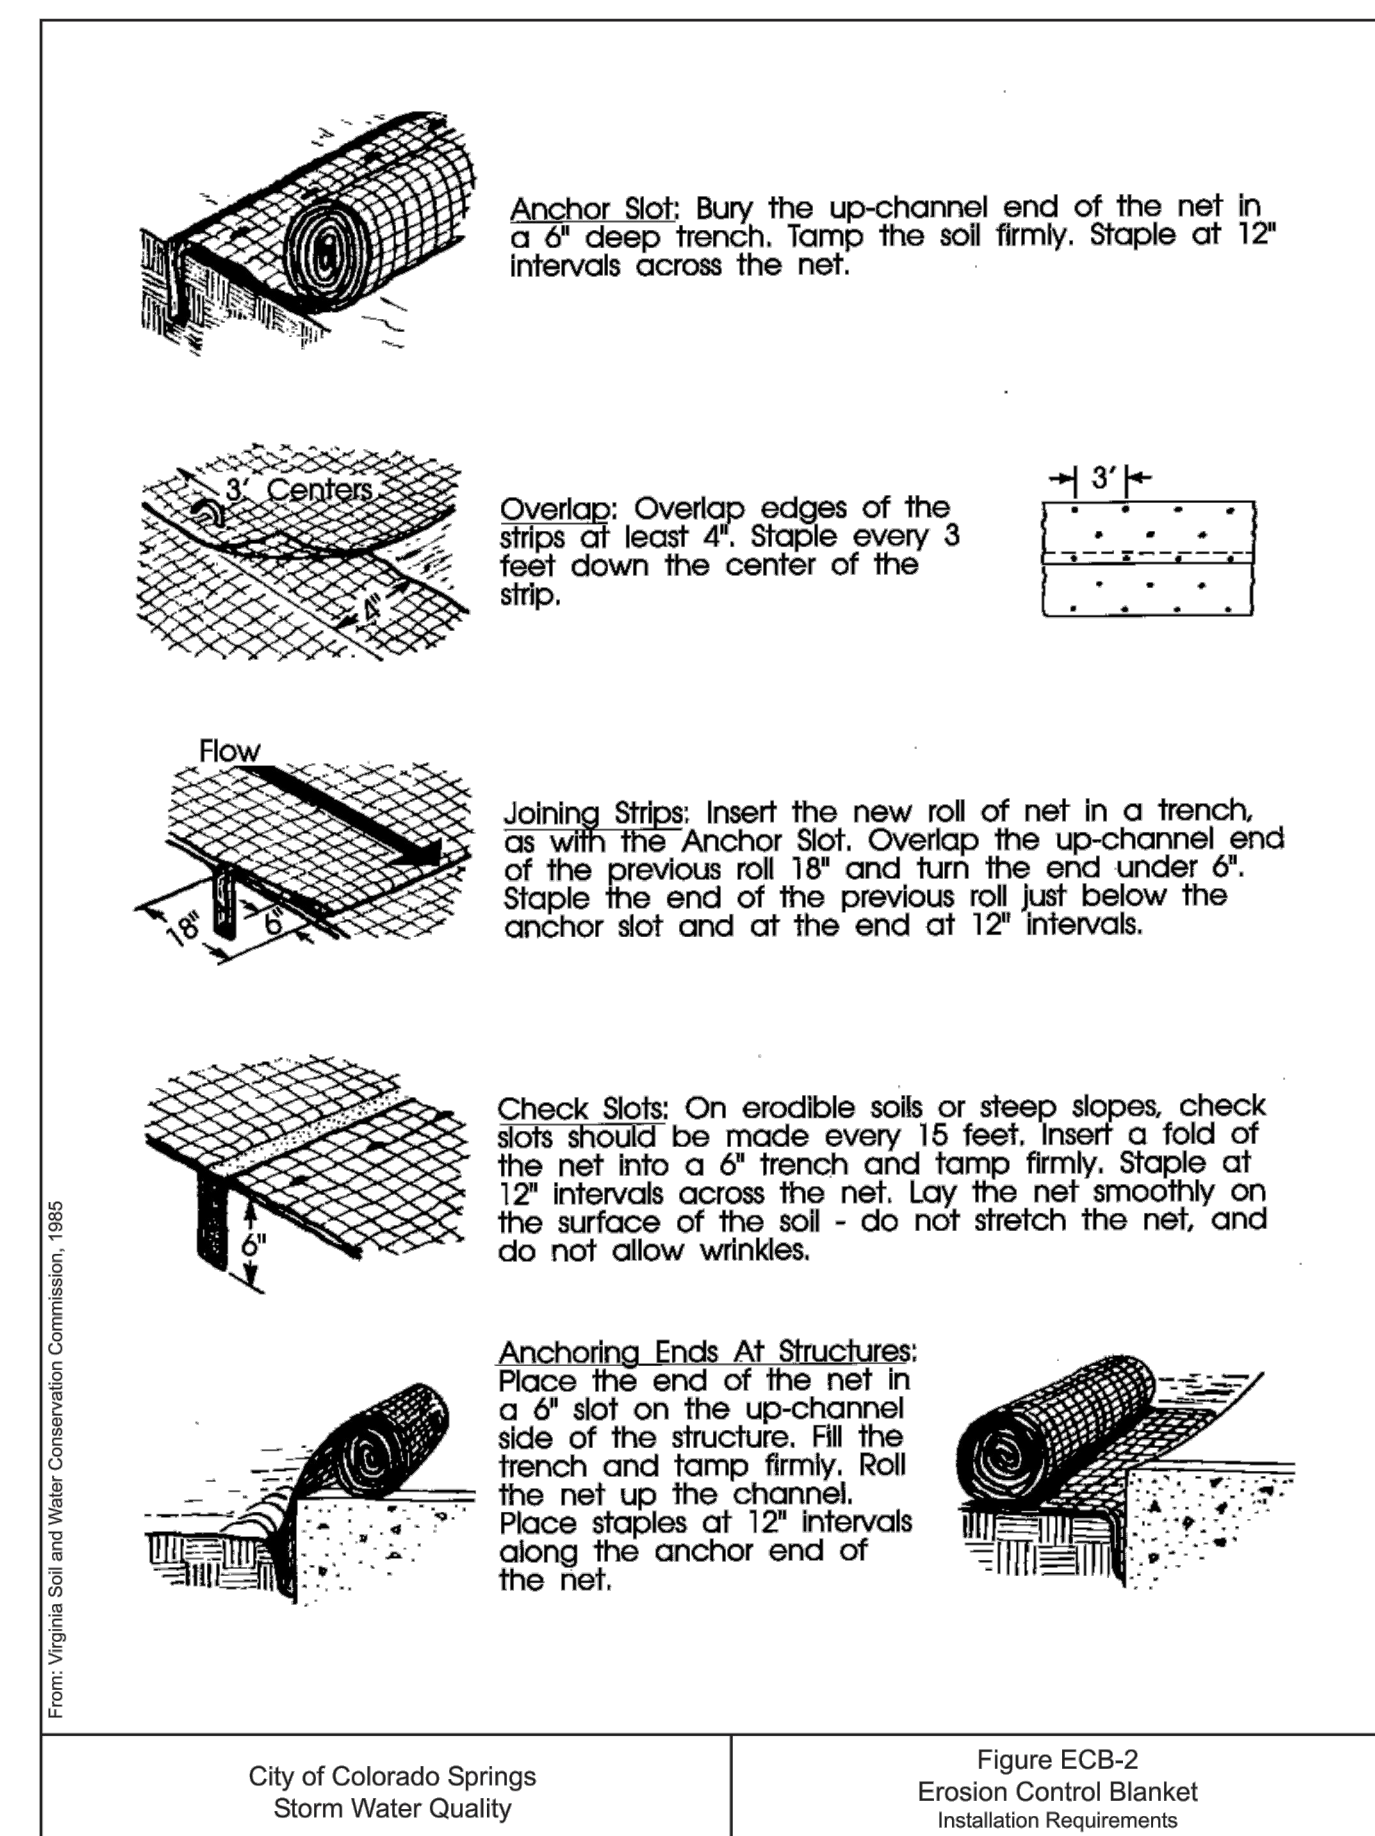 Anchor Slot: Bury the up-channel end of the net in
a 6" deep trench. Tamp the soil firmly. Staple at 12"
intervals across the net.
3' Centers
4"
Overlap: Overlap edges of the
strips at least 4". Staple every 3
feet down the center of the
strip.
3'
Flow
18"
6"
Joining Strips: Insert the new roll of net in a trench,
as with the Anchor Slot. Overlap the up-channel end
of the previous roll 18" and turn the end under 6".
Staple the end of the previous roll just below the
anchor slot and at the end at 12" intervals.
6"
Check Slots: On erodible soils or steep slopes, check
slots should be made every 15 feet. Insert a fold of
the net into a 6" trench and tamp firmly. Staple at
12" intervals across the net. Lay the net smoothly on
the surface of the soil - do not stretch the net, and
do not allow wrinkles.
Anchoring Ends At Structures:
Place the end of the net in
a 6" slot on the up-channel
side of the structure. Fill the
trench and tamp firmly. Roll
the net up the channel.
Place staples at 12" intervals
along the anchor end of
the net.
From: Virginia Soil and Water Conservation Commission, 1985
City of Colorado Springs
Storm Water Quality
Figure ECB-2
Erosion Control Blanket
Installation Requirements